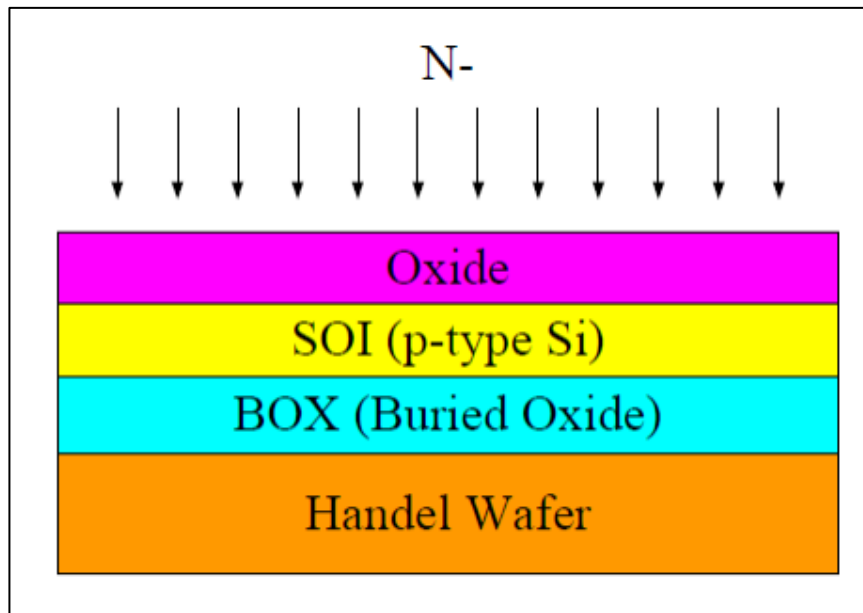 N-
Oxide
SOI (p-type Si)
BOX (Buried Oxide)
Handel Wafer